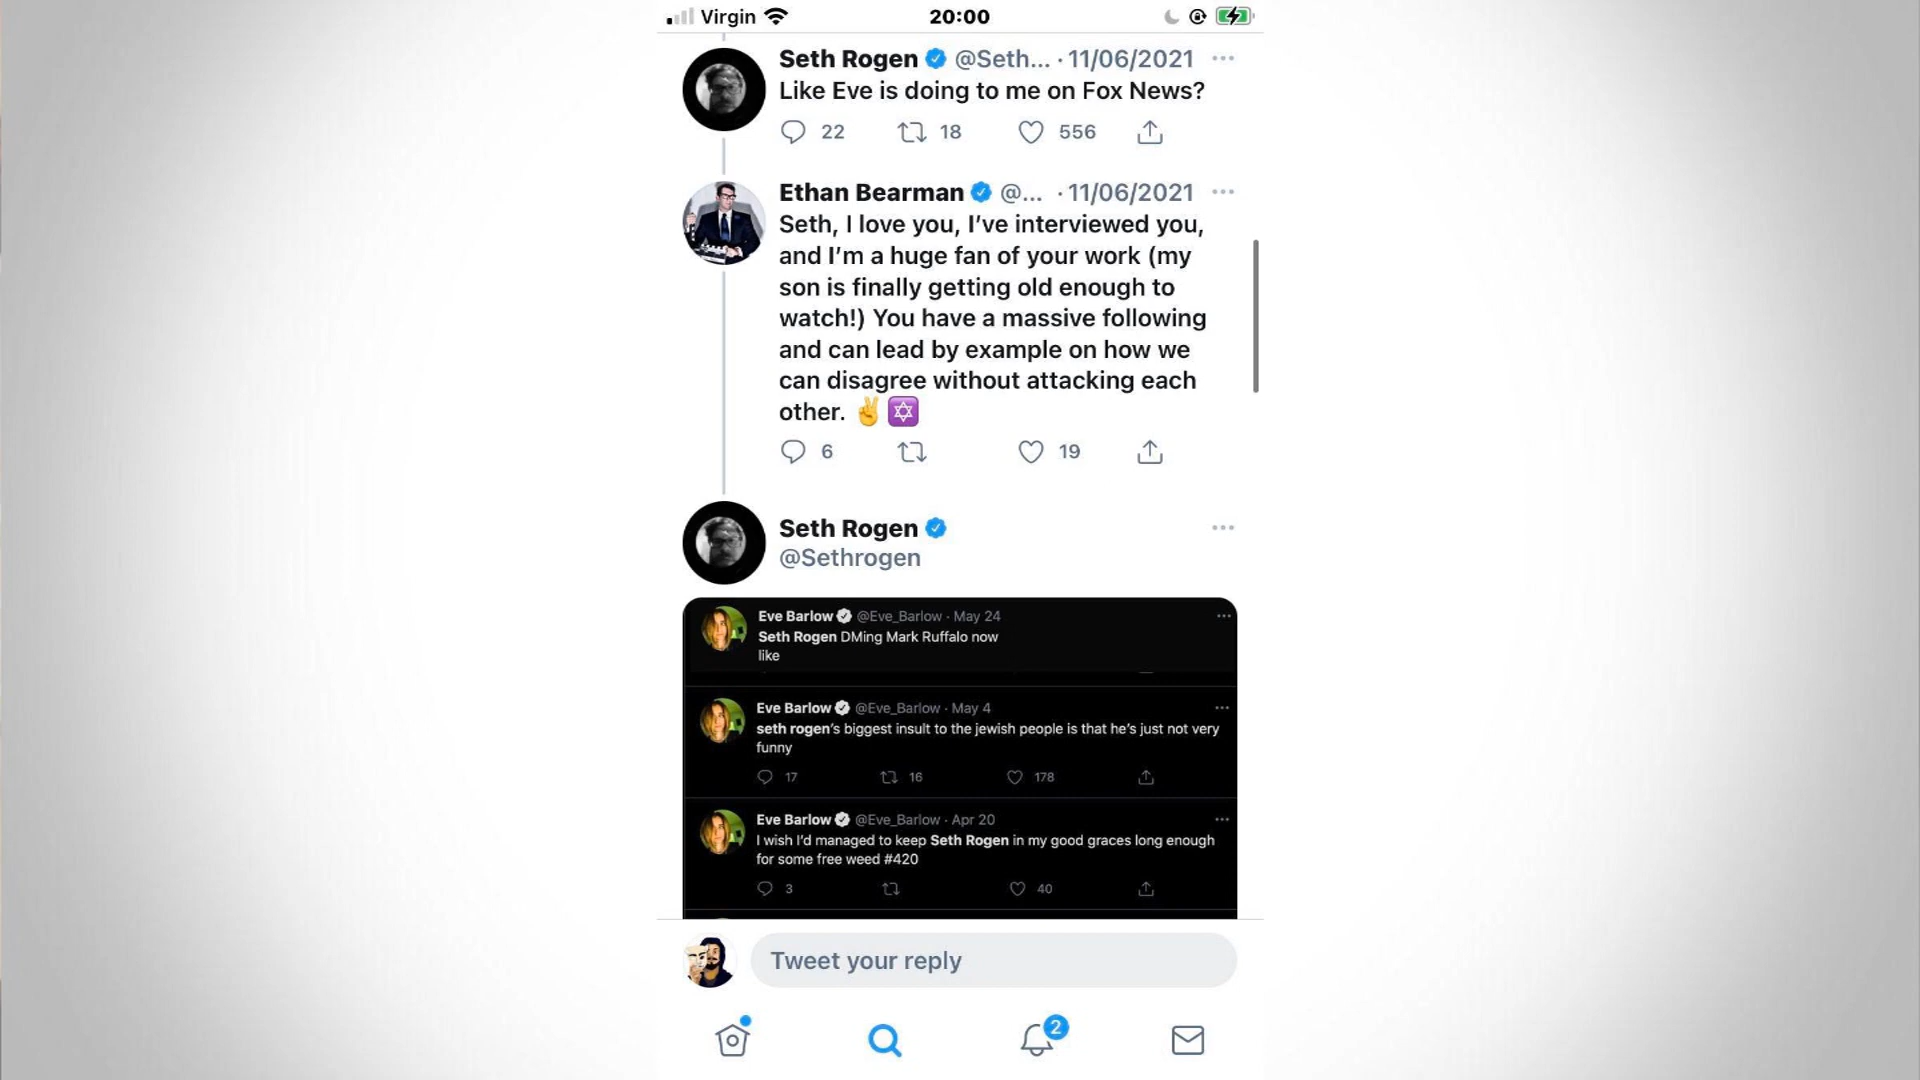 Virgin 20:00
Seth Rogen @Seth... · 11/06/2021
Like Eve is doing to me on Fox News?
22 18 556
Ethan Bearman @... · 11/06/2021
Seth, I love you, I’ve interviewed you,
and I’m a huge fan of your work (my
son is finally getting old enough to
watch!) You have a massive following
and can lead by example on how we
can disagree without attacking each
other. ✌️ ✡️
6 19
Seth Rogen
@Sethrogen
Eve Barlow @Eve_Barlow · May 24
Seth Rogen DMing Mark Ruffalo now
like
Eve Barlow @Eve_Barlow · May 4
seth rogen’s biggest insult to the jewish people is that he’s just not very
funny
17 16 178
Eve Barlow @Eve_Barlow · Apr 20
I wish I’d managed to keep Seth Rogen in my good graces long enough
for some free weed #420
3 40
Tweet your reply
2